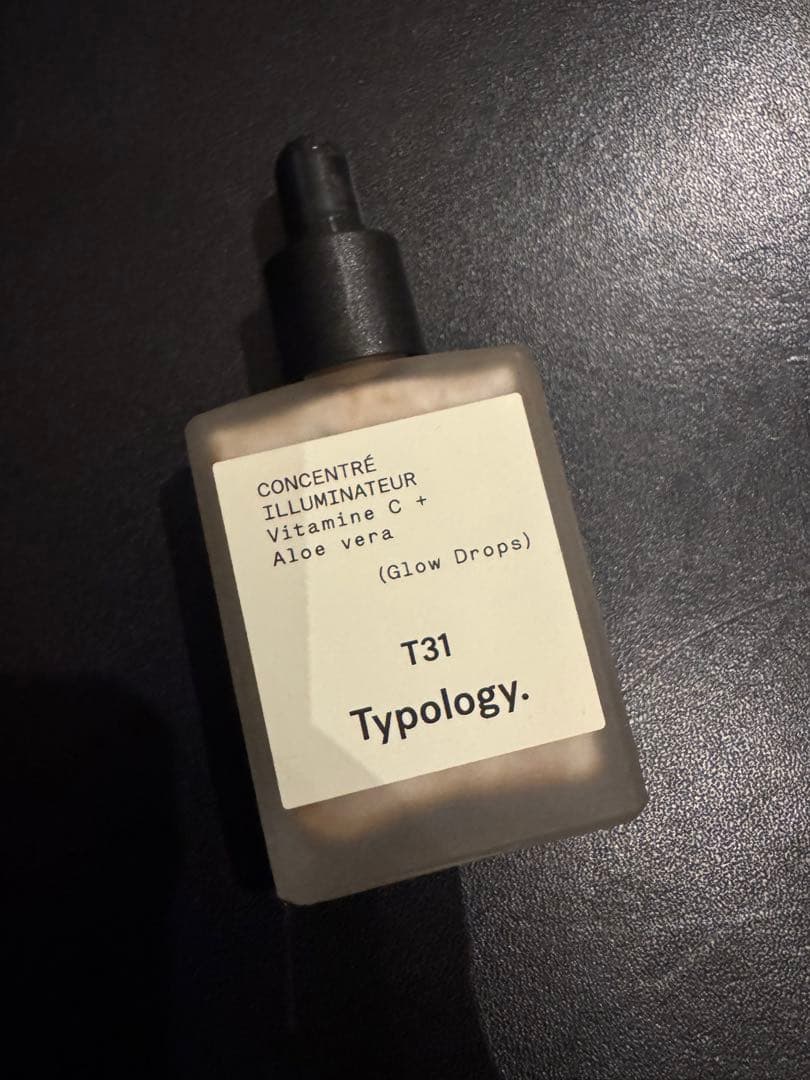 CONCENTRÉ
ILLUMINATEUR
Vitamine C +
Aloe vera
(Glow Drops)
T31
Typology.